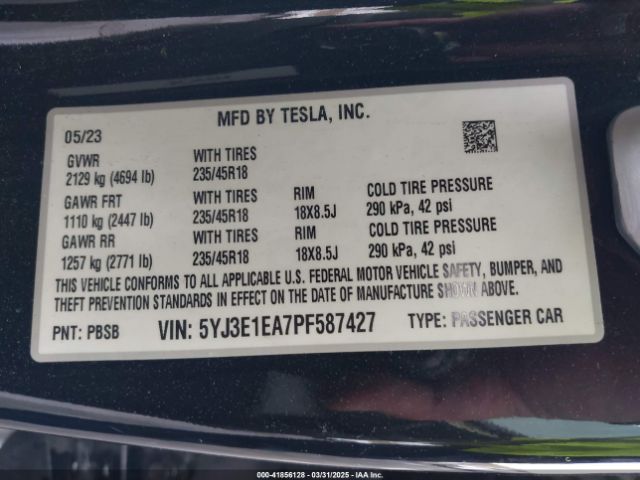 MFD BY TESLA, INC.
05/23
GVWR WITH TIRES
2129 kg (4694 lb) 235/45R18
GAWR FRT WITH TIRES RIM COLD TIRE PRESSURE
1110 kg (2447 lb) 235/45R18 18X8.5J 290 kPa, 42 psi
GAWR RR WITH TIRES RIM COLD TIRE PRESSURE
1257 kg (2771 lb) 235/45R18 18X8.5J 290 kPa, 42 psi
THIS VEHICLE CONFORMS TO ALL APPLICABLE U.S. FEDERAL MOTOR VEHICLE SAFETY, BUMPER, AND
THEFT PREVENTION STANDARDS IN EFFECT ON THE DATE OF MANUFACTURE SHOWN ABOVE.
PNT: PBSB VIN: 5YJ3E1EA7PF587427 TYPE: PASSENGER CAR
000-41856128 - 03/31/2025 - IAA Inc.